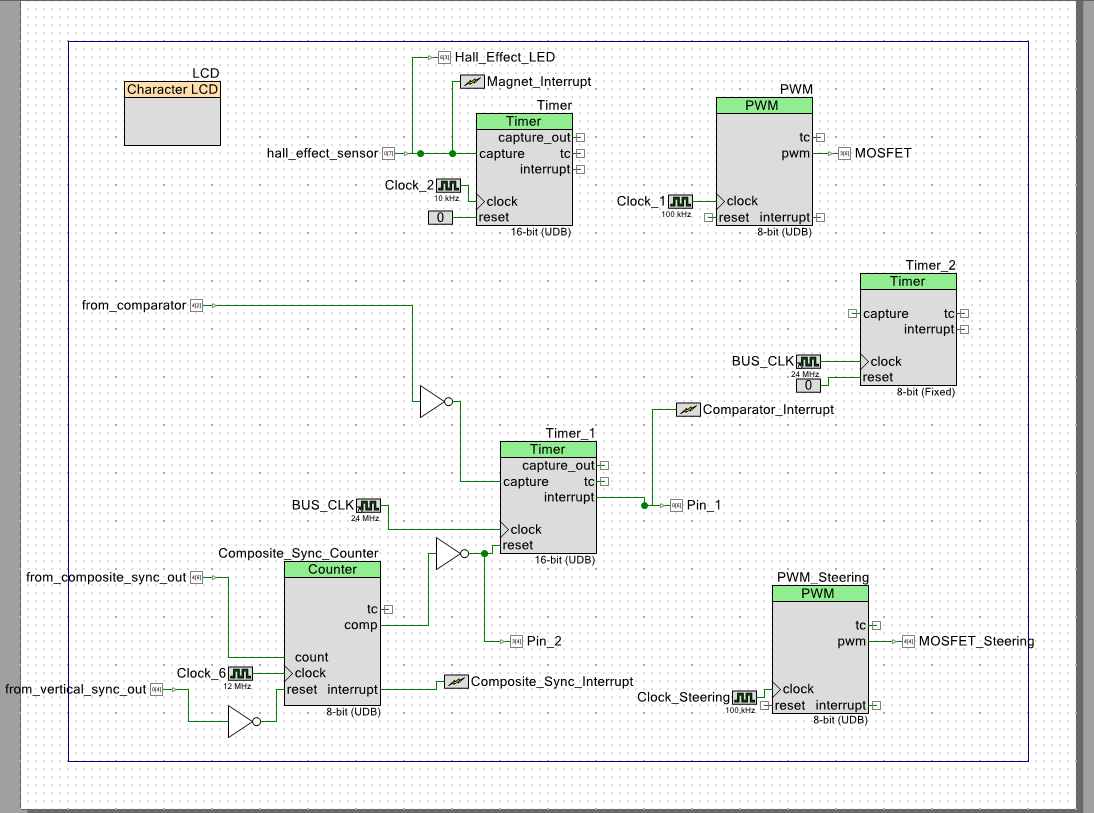 Hall_Effect_LED
LCD
Character LCD
Magnet_Interrupt
Timer
Timer
capture_out
hall_effect_sensor
capture
tc
interrupt
Clock_2
10 kHz
clock
0
reset
16-bit (UDB)
PWM
PWM
tc
pwm
MOSFET
Clock_1
100 kHz
clock
reset
interrupt
8-bit (UDB)
Timer_2
Timer
capture
tc
interrupt
BUS_CLK
24 MHz
clock
0
reset
8-bit (Fixed)
from_comparator
Comparator_Interrupt
Timer_1
Timer
capture_out
capture
tc
interrupt
Pin_1
BUS_CLK
24 MHz
clock
reset
16-bit (UDB)
Composite_Sync_Counter
Counter
from_composite_sync_out
tc
comp
Pin_2
count
Clock_6
12 MHz
clock
from_vertical_sync_out
reset
interrupt
Composite_Sync_Interrupt
8-bit (UDB)
PWM_Steering
PWM
tc
pwm
MOSFET_Steering
Clock_Steering
100 kHz
clock
reset
interrupt
8-bit (UDB)